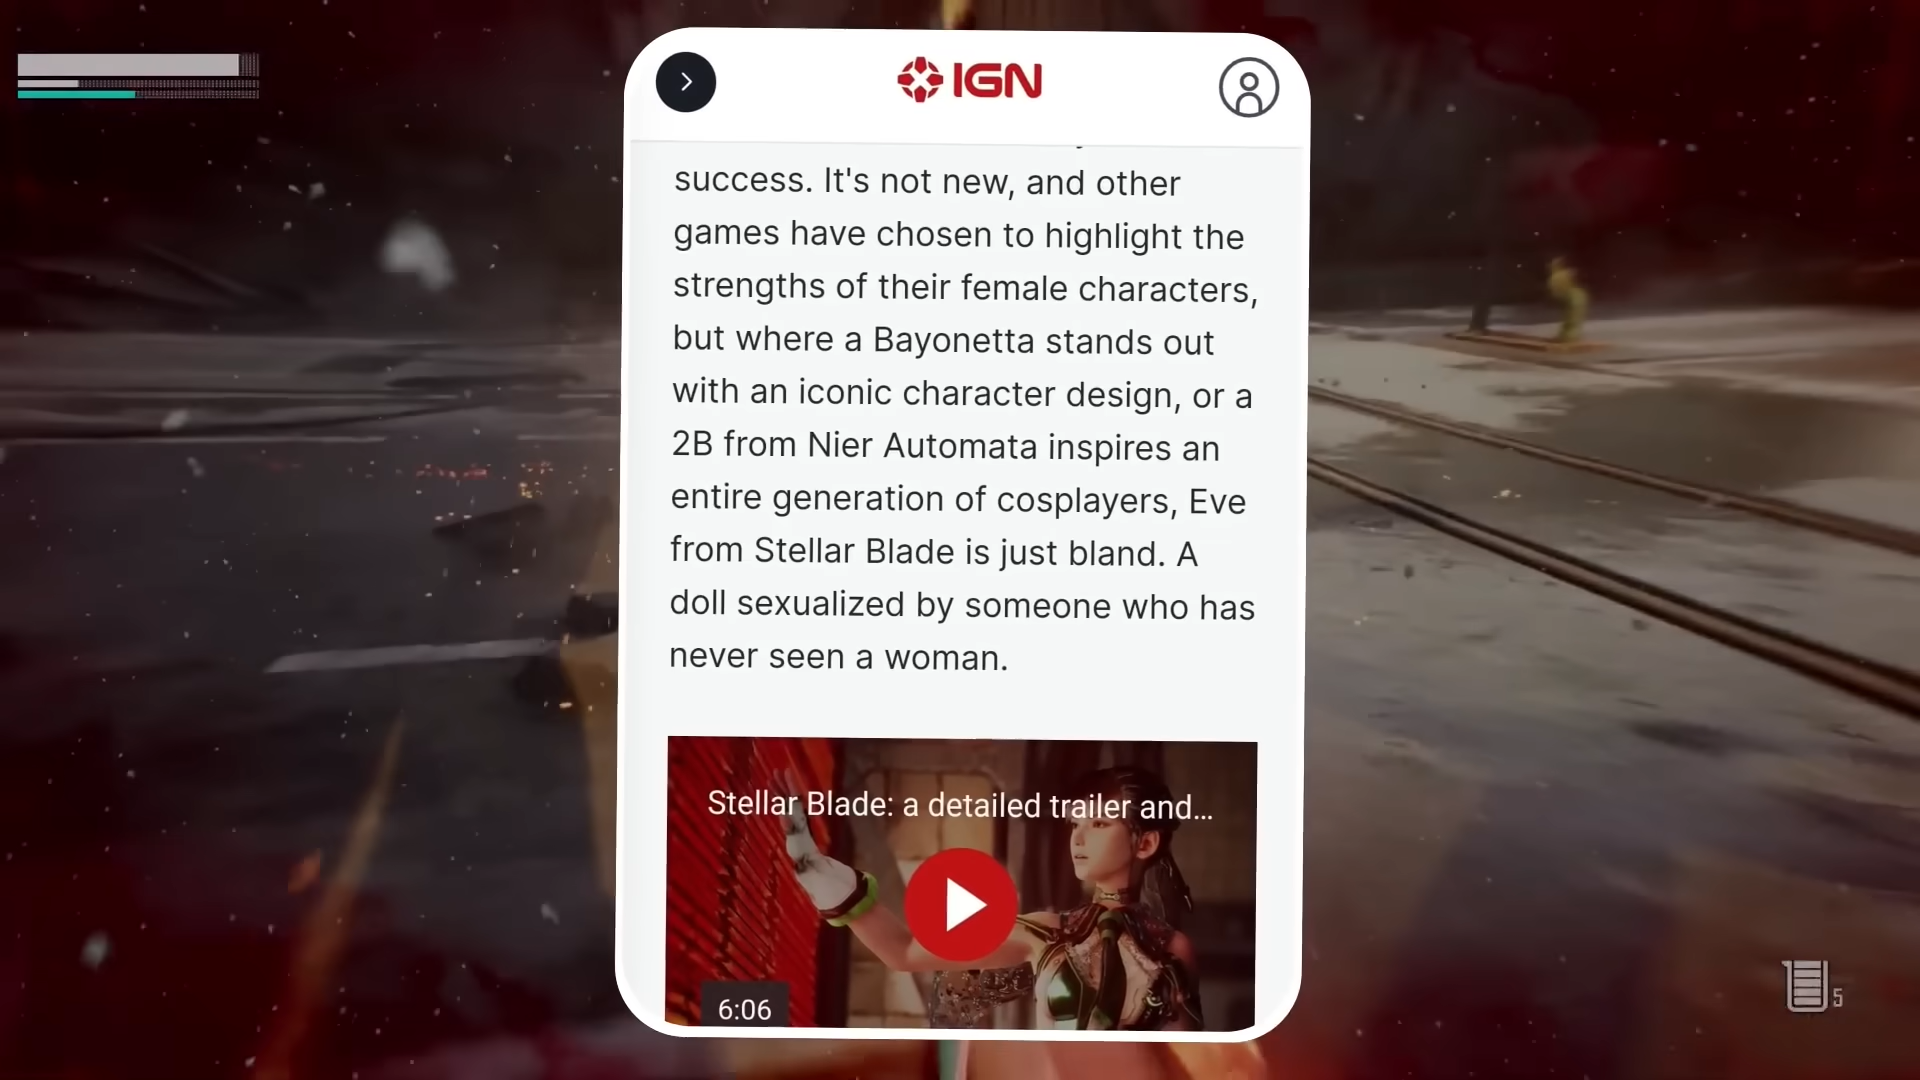 IGN
success. It's not new, and other
games have chosen to highlight the
strengths of their female characters,
but where a Bayonetta stands out
with an iconic character design, or a
2B from Nier Automata inspires an
entire generation of cosplayers, Eve
from Stellar Blade is just bland. A
doll sexualized by someone who has
never seen a woman.
Stellar Blade: a detailed trailer and...
6:06
5